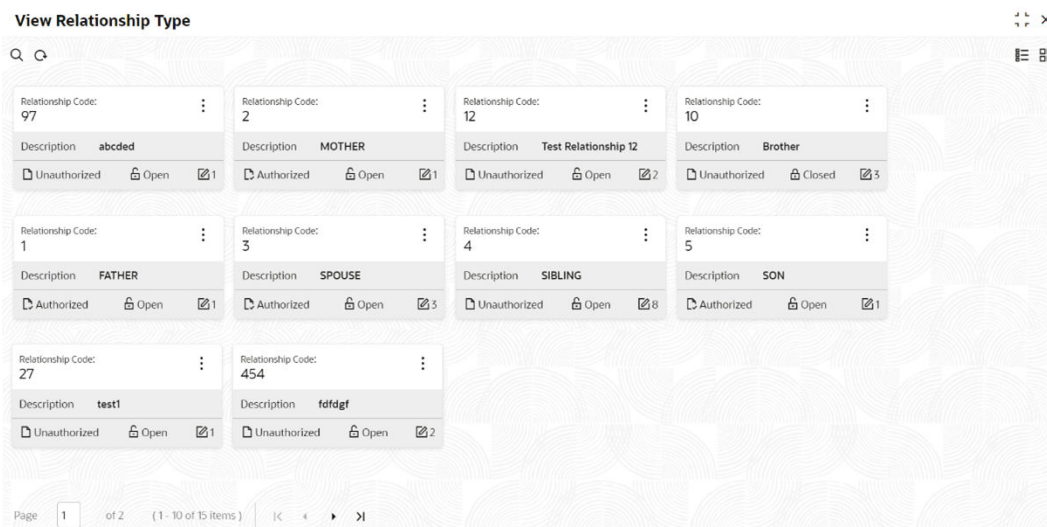 View Relationship Type
Relationship Code: Relationship Code: Relationship Code: Relationship Code:
97 2 12 10
Description abcded Description MOTHER Description Test Relationship 12 Description Brother
Unauthorized Open 1 Authorized Open 1 Unauthorized Open 2 Unauthorized Closed 3
Relationship Code: Relationship Code: Relationship Code: Relationship Code:
1 3 4 5
Description FATHER Description SPOUSE Description SIBLING Description SON
Authorized Open 1 Authorized Open 3 Unauthorized Open 8 Authorized Open 1
Relationship Code: Relationship Code:
27 454
Description test1 Description fdfdgf
Unauthorized Open 1 Unauthorized Open 2
Page 1 of 2 (1 - 10 of 15 items)